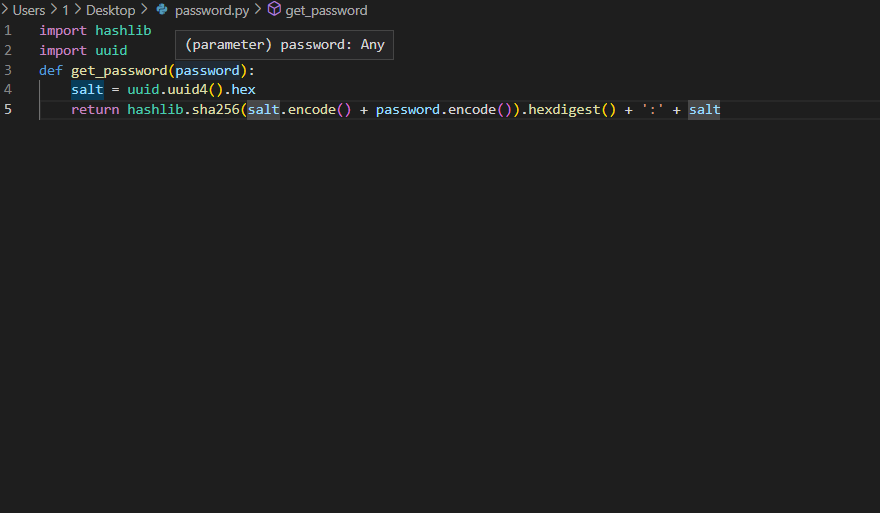 Users > 1 > Desktop > password.py > get_password
1 import hashlib
(parameter) password: Any
2 import uuid
3 def get_password(password):
4     salt = uuid.uuid4().hex
5     return hashlib.sha256(salt.encode() + password.encode()).hexdigest() + ':' + salt